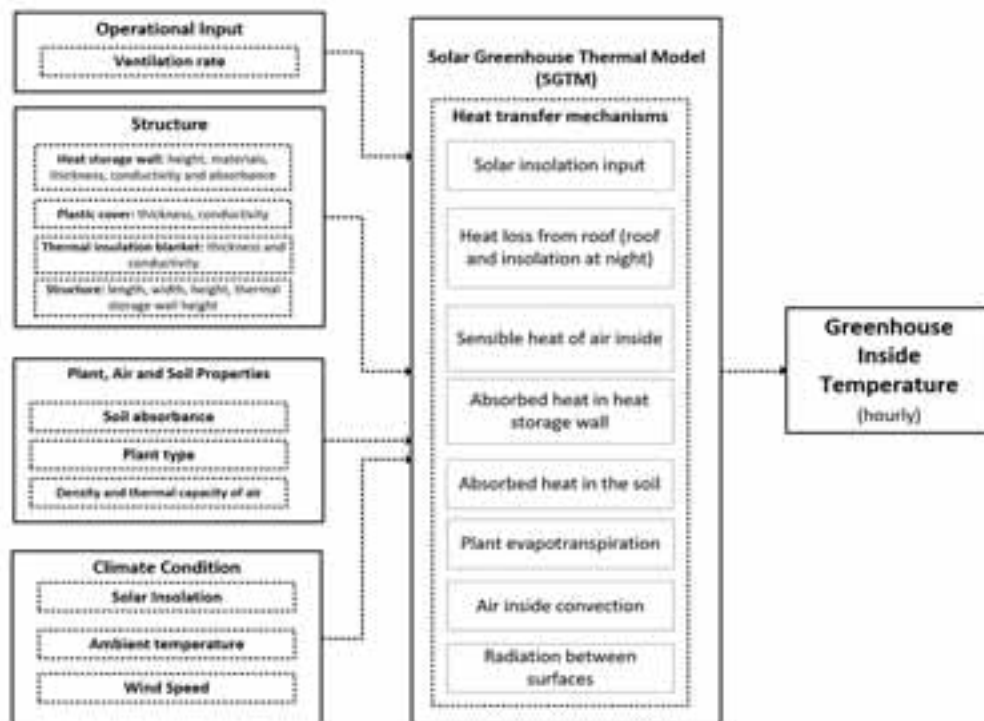 Operational Input
Ventilation rate
Structure
Heat storage wall: height, materials,
thickness, conductivity and absorbance
Plastic cover: thickness, conductivity
Thermal insulation blanket: thickness and
conductivity
Structure: length, width, height, thermal
storage wall height
Plant, Air and Soil Properties
Soil absorbance
Plant type
Density and thermal capacity of air
Climate Condition
Solar Insolation
Ambient temperature
Wind Speed
Solar Greenhouse Thermal Model
(SGTM)
Heat transfer mechanisms
Solar insolation input
Heat loss from roof (roof
and insolation at night)
Sensible heat of air inside
Absorbed heat in heat
storage wall
Absorbed heat in the soil
Plant evapotranspiration
Air inside convection
Radiation between
surfaces
Greenhouse
Inside
Temperature
(hourly)